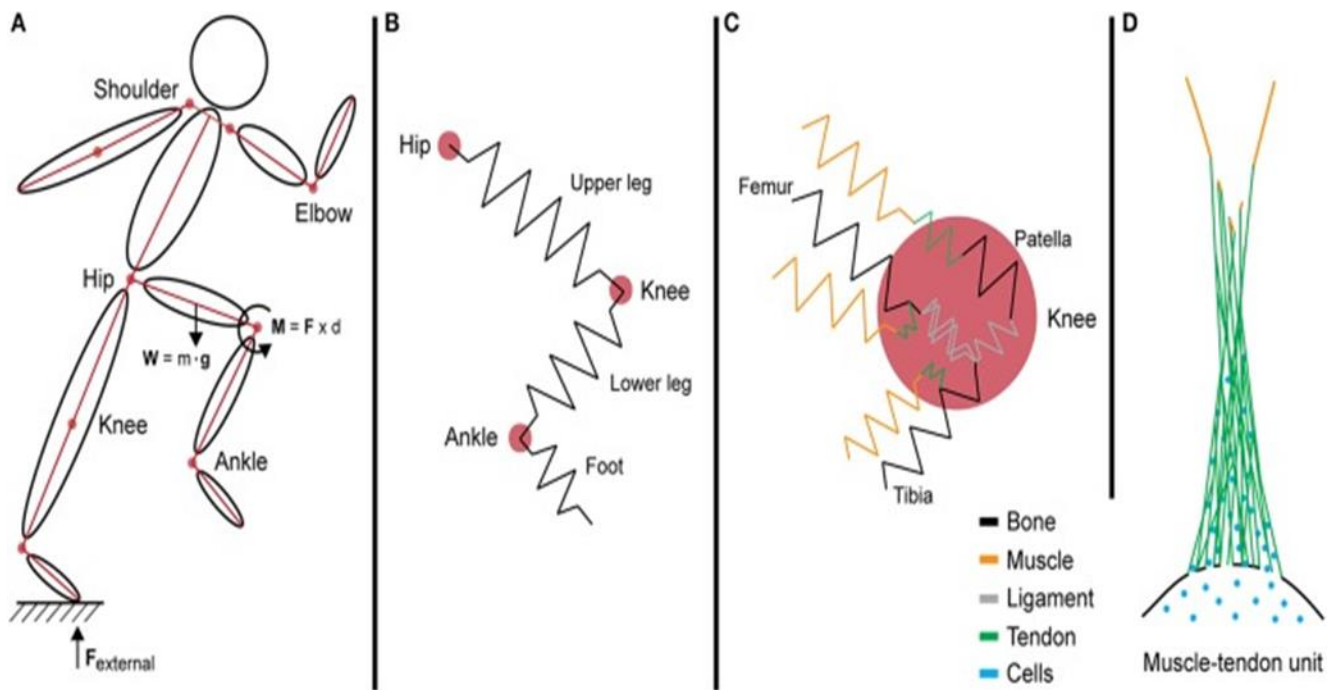 A
Shoulder
Elbow
Hip
M = F x d
W = m·g
Knee
Ankle
Fexternal
B
Hip
Upper leg
Knee
Lower leg
Ankle
Foot
C
Femur
Patella
Knee
Tibia
Bone
Muscle
Ligament
Tendon
Cells
D
Muscle-tendon unit